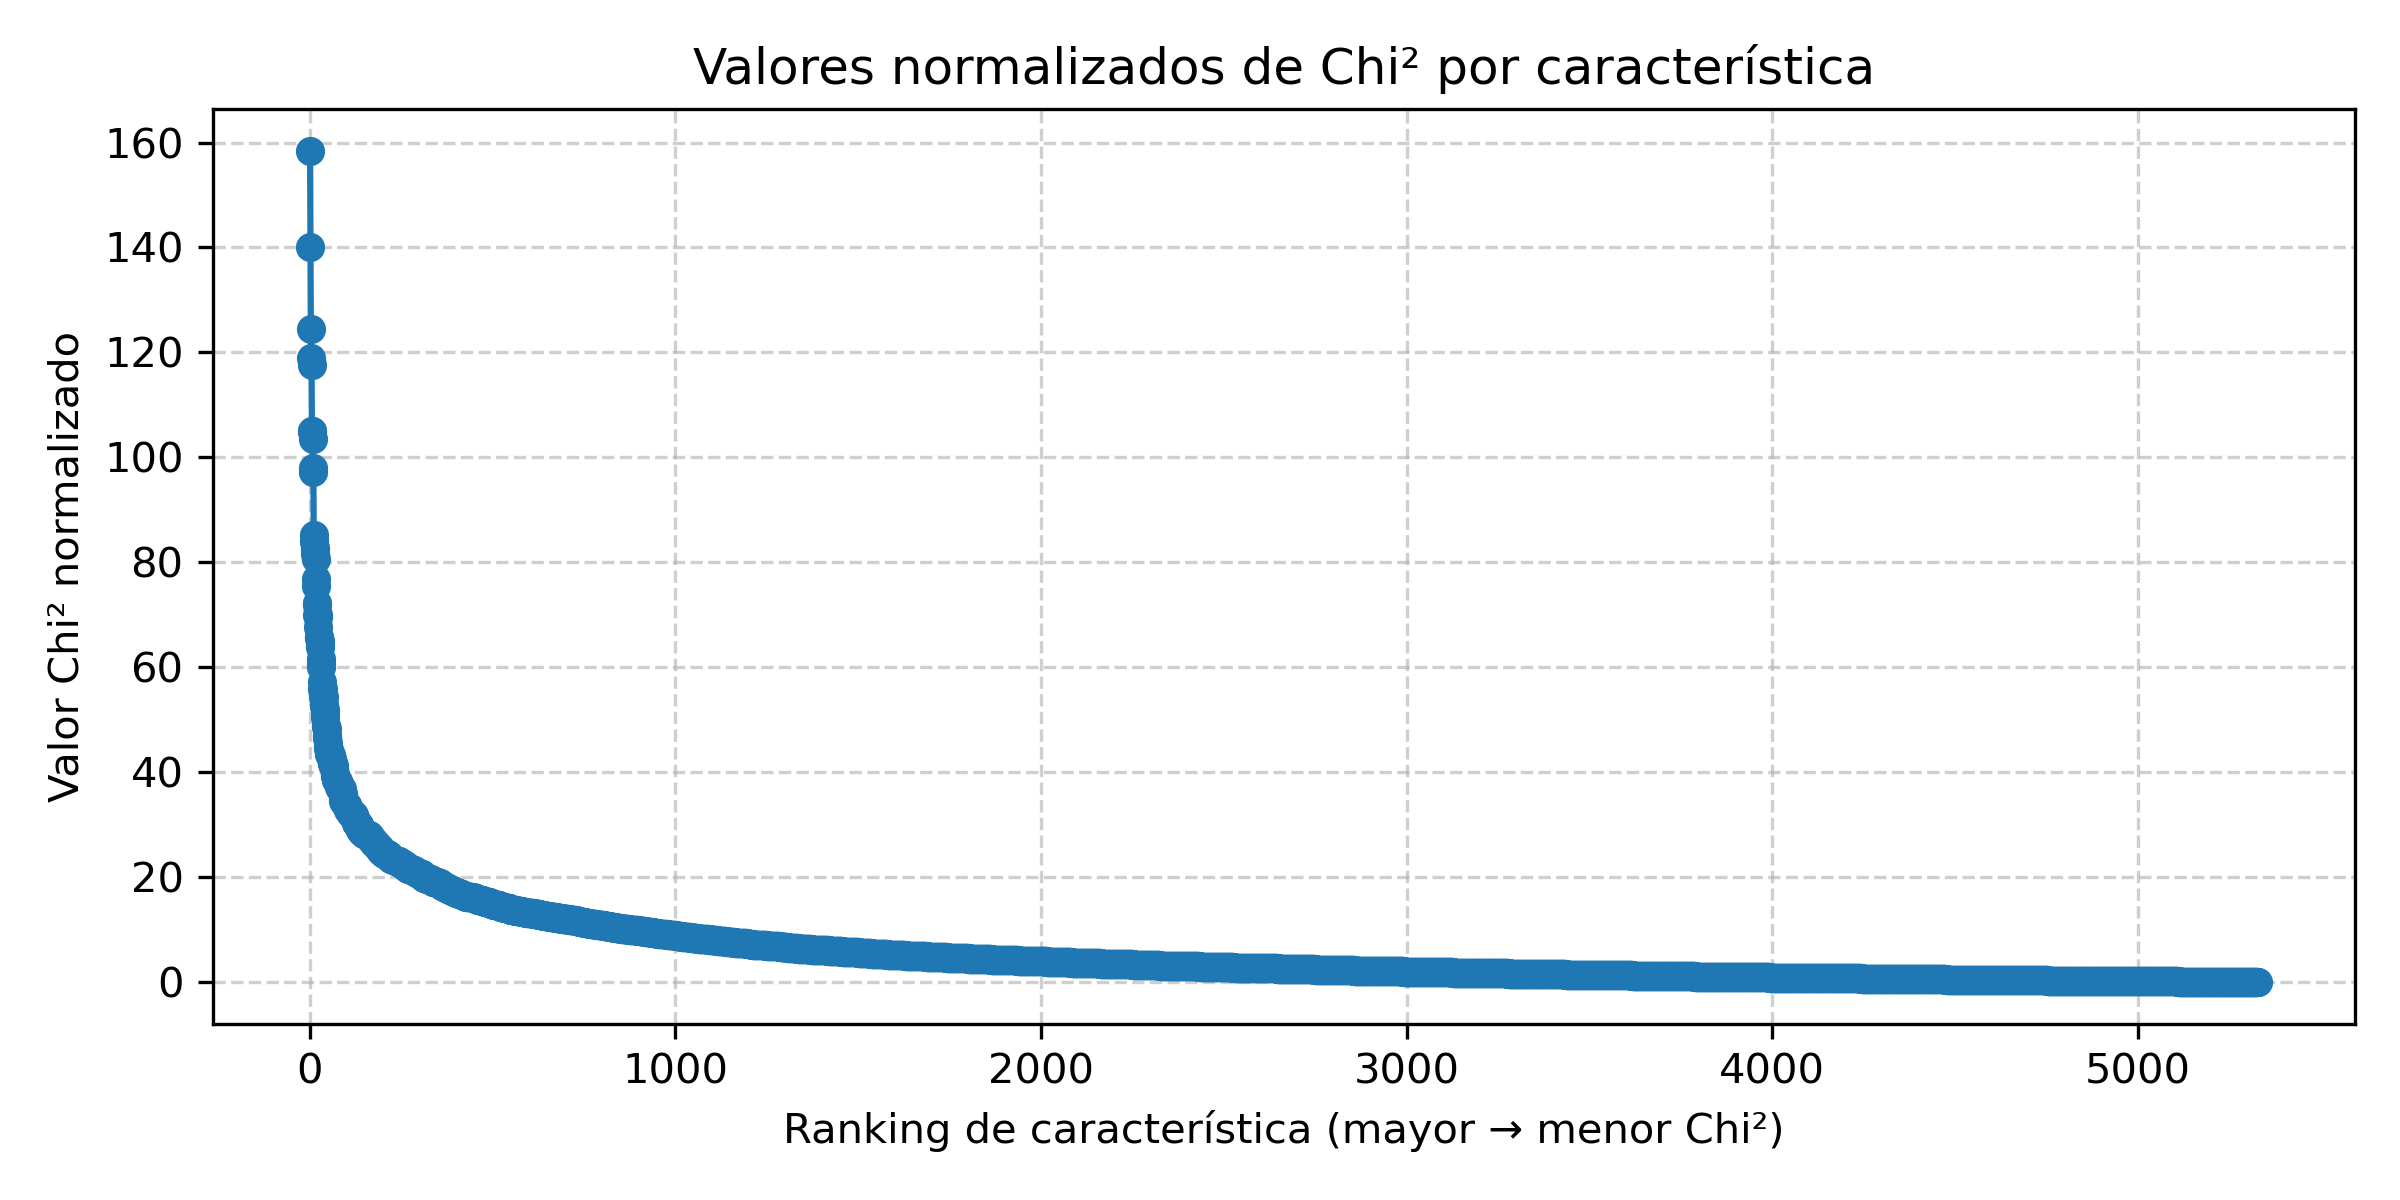 Valores normalizados de Chi² por característica
Valor Chi² normalizado
160
140
120
100
80
60
40
20
0
0 1000 2000 3000 4000 5000
Ranking de característica (mayor → menor Chi²)